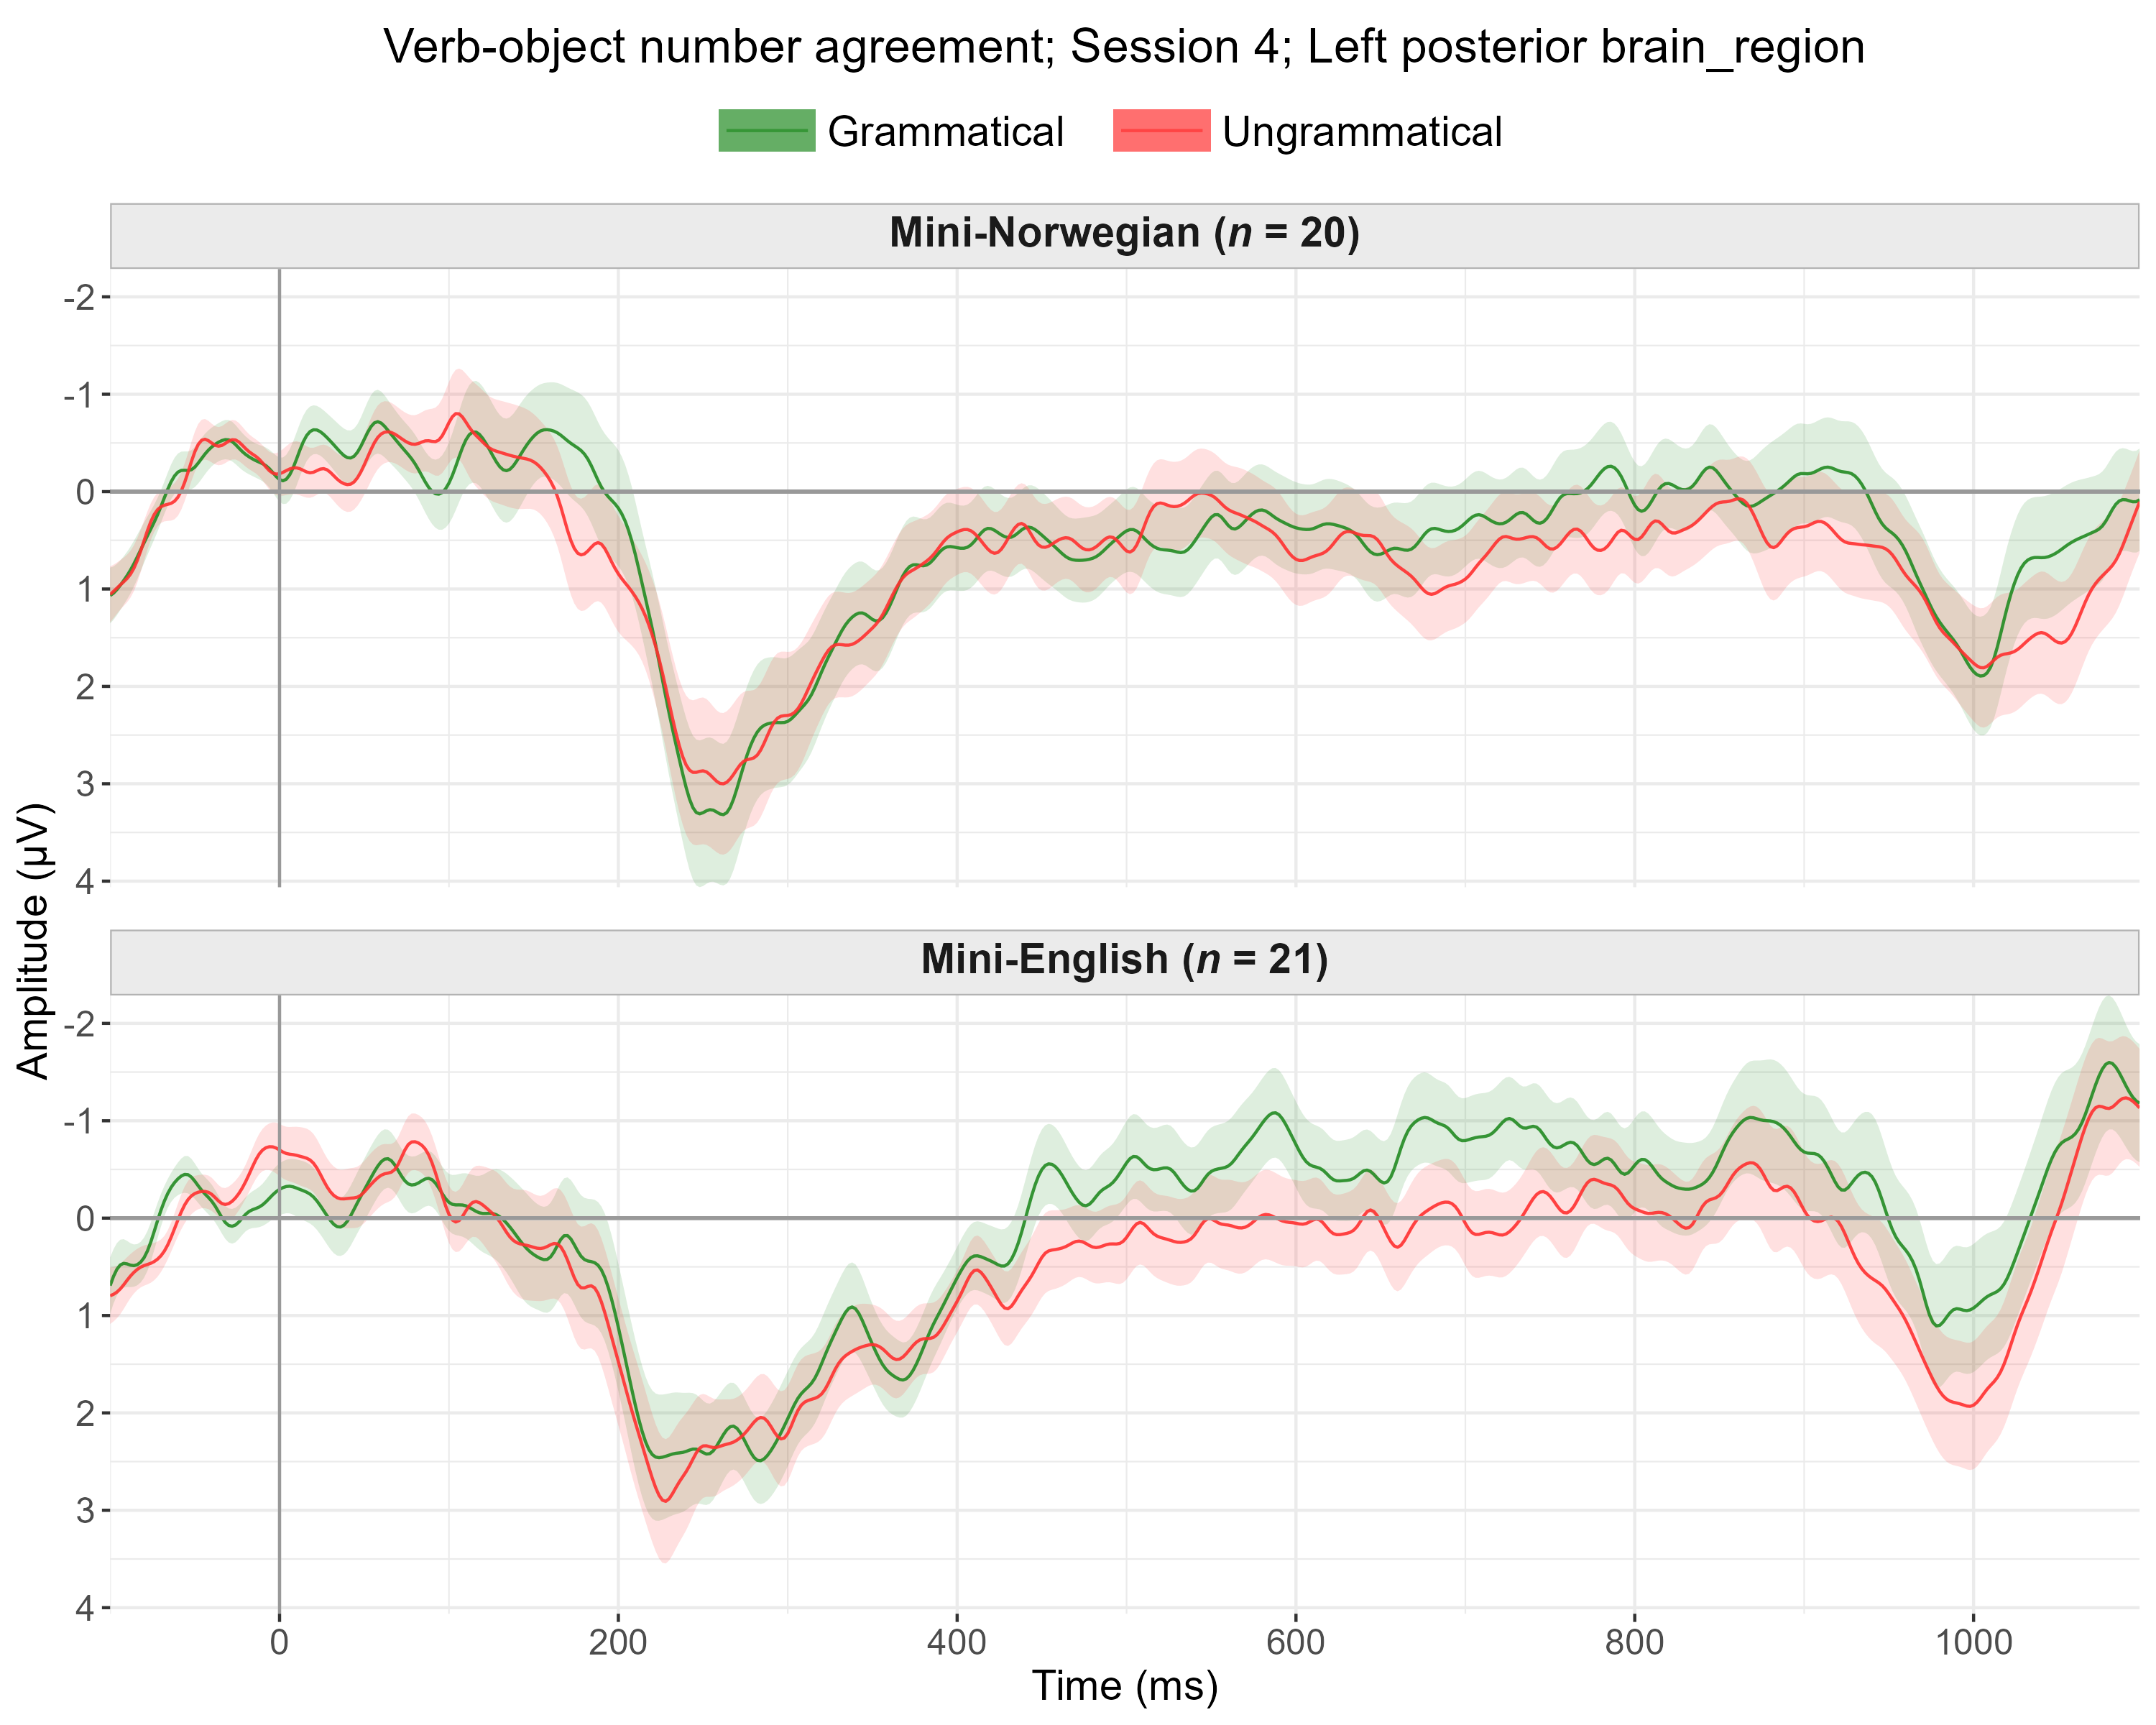 Verb-object number agreement; Session 4; Left posterior brain_region
Grammatical Ungrammatical
Mini-Norwegian (n = 20)
-2
-1
0
1
2
3
4
Mini-English (n = 21)
-2
-1
0
1
2
3
4
0 200 400 600 800 1000
Time (ms)
Amplitude (µV)